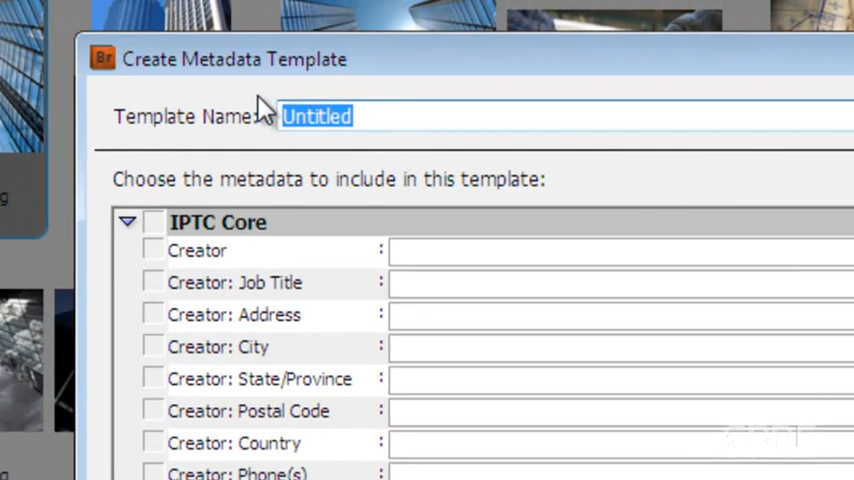 Br Create Metadata Template
Template Name: Untitled
Choose the metadata to include in this template:
IPTC Core
Creator :
Creator: Job Title :
Creator: Address :
Creator: City :
Creator: State/Province :
Creator: Postal Code :
Creator: Country :
Creator: Phone(s) :